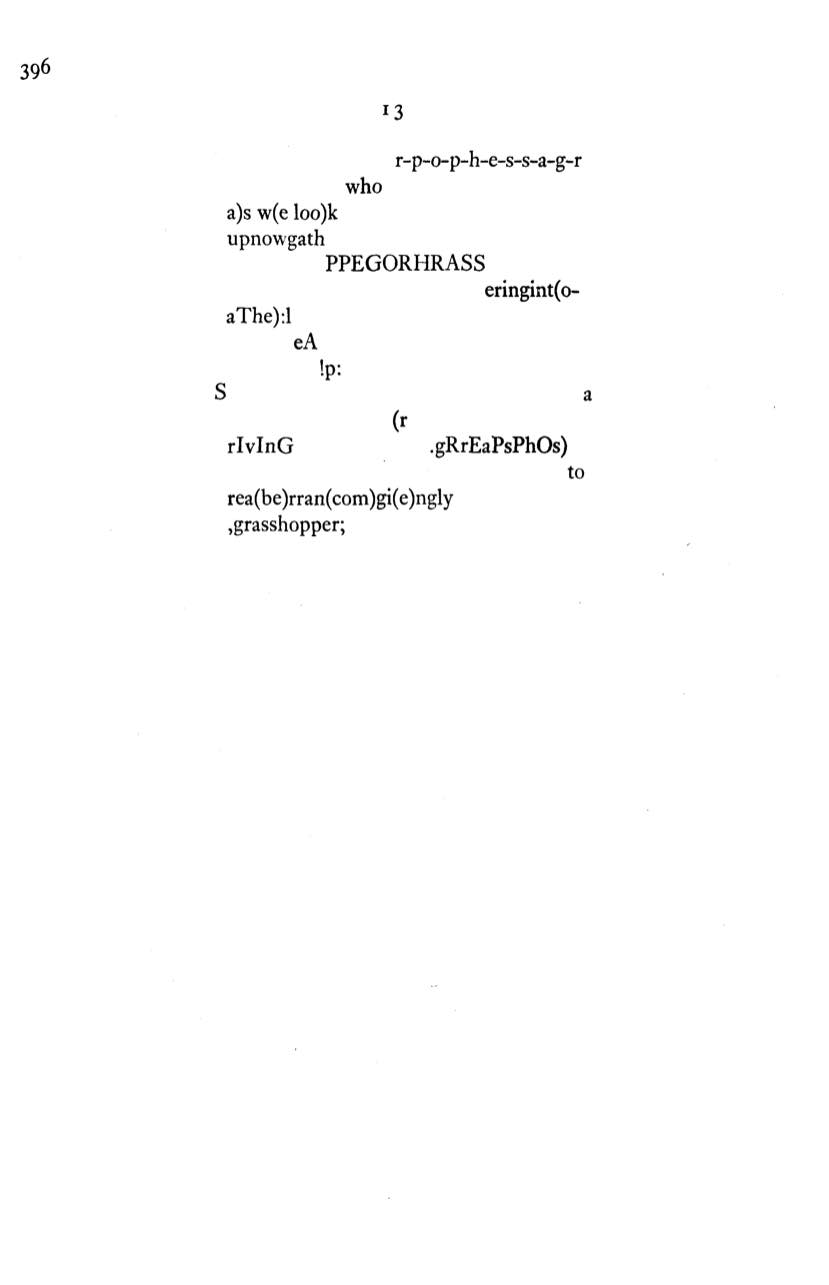 396
13
r-p-o-p-h-e-s-s-a-g-r
who
a)s w(e loo)k
upnowgath
PPEGORHRASS
eringint(o-
aThe):l
eA
!p:
S a
(r
rIvInG .gRrEaPsPhOs)
to
rea(be)rran(com)gi(e)ngly
,grasshopper;